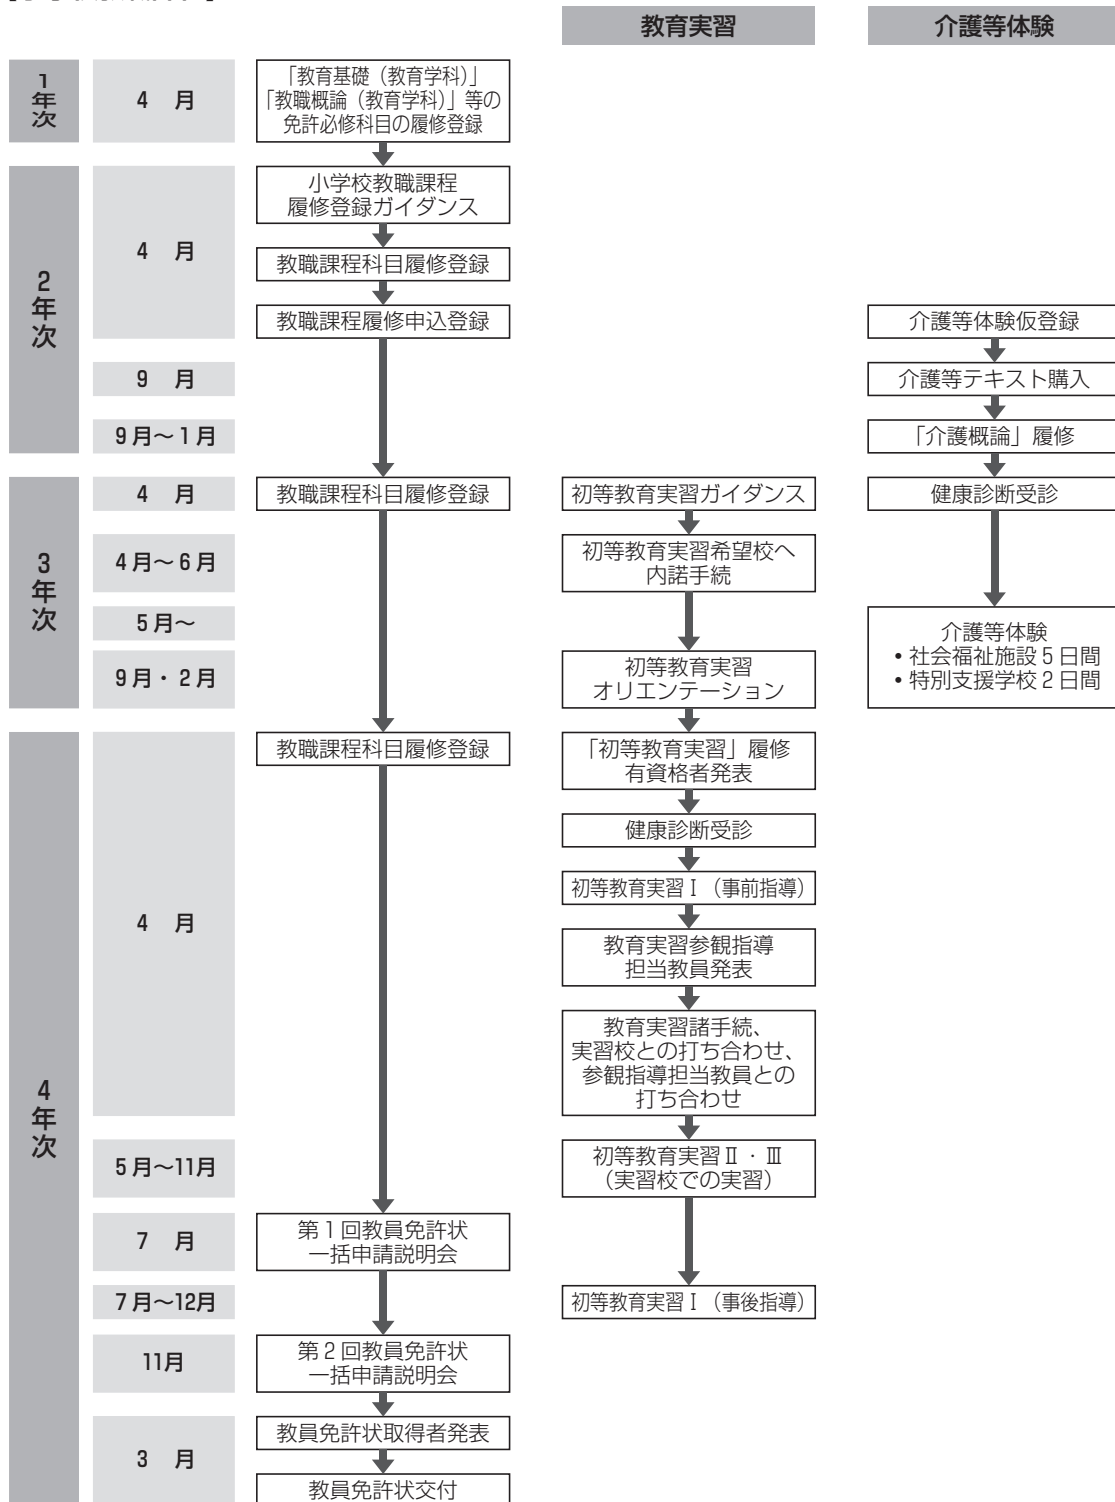 教育実習
介護等体験
1年次
4 月
「教育基礎（教育学科）」
「教職概論（教育学科）」等の
免許必修科目の履修登録
2年次
4 月
小学校教職課程
履修登録ガイダンス
教職課程科目履修登録
教職課程履修申込登録
介護等体験仮登録
9 月
介護等テキスト購入
9月～1月
「介護概論」履修
3年次
4 月
教職課程科目履修登録
初等教育実習ガイダンス
健康診断受診
4月～6月
初等教育実習希望校へ
内諾手続
5月～
介護等体験
•社会福祉施設5日間
•特別支援学校2日間
9月・2月
初等教育実習
オリエンテーション
4年次
4 月
教職課程科目履修登録
「初等教育実習」履修
有資格者発表
健康診断受診
初等教育実習Ⅰ（事前指導）
教育実習参観指導
担当教員発表
教育実習諸手続、
実習校との打ち合わせ、
参観指導担当教員との
打ち合わせ
5月～11月
初等教育実習Ⅱ・Ⅲ
（実習校での実習）
7 月
第1回教員免許状
一括申請説明会
7月～12月
初等教育実習Ⅰ（事後指導）
11月
第2回教員免許状
一括申請説明会
3 月
教員免許状取得者発表
教員免許状交付